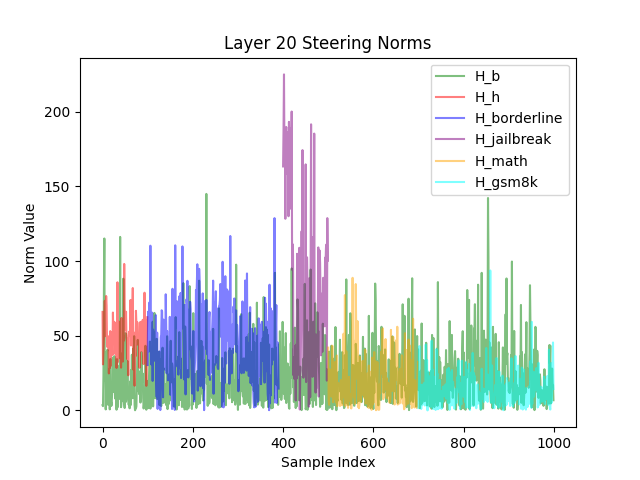 Layer 20 Steering Norms
H_b
H_h
H_borderline
H_jailbreak
H_math
H_gsm8k
Norm Value
200
150
100
50
0
0
200
400
600
800
1000
Sample Index